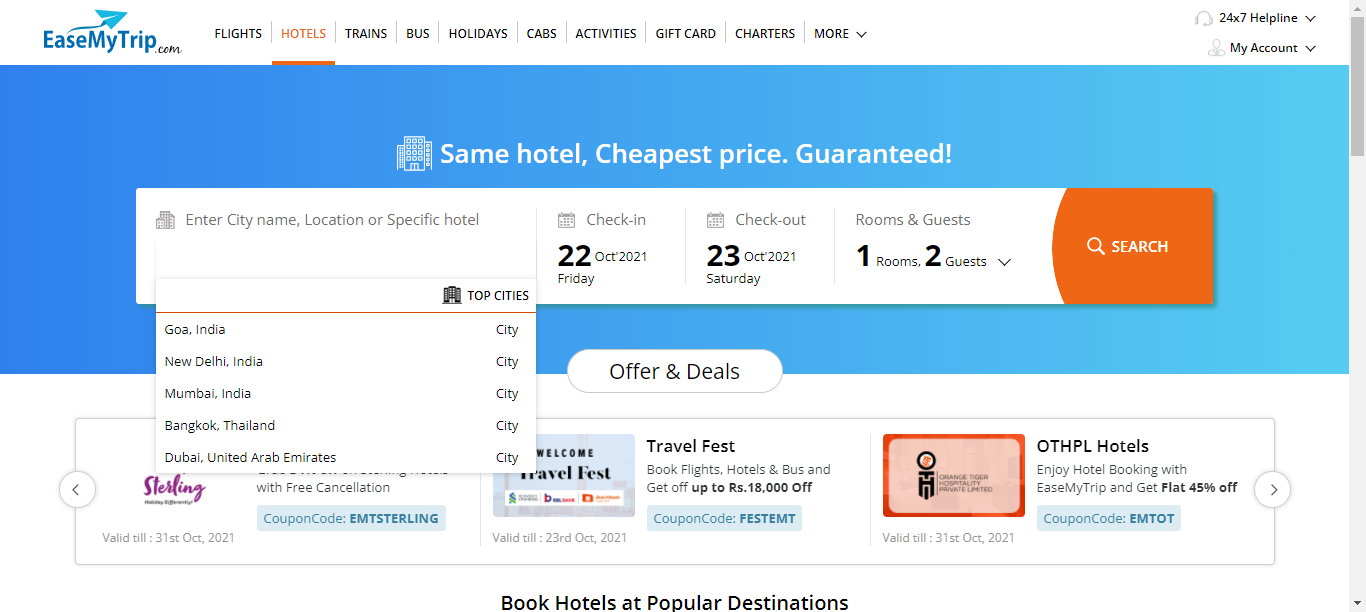 EaseMyTrip.com
FLIGHTS HOTELS TRAINS BUS HOLIDAYS CABS ACTIVITIES GIFT CARD CHARTERS MORE
24x7 Helpline
My Account
Same hotel, Cheapest price. Guaranteed!
Enter City name, Location or Specific hotel
Check-in
22 Oct'2021
Friday
Check-out
23 Oct'2021
Saturday
Rooms & Guests
1 Rooms, 2 Guests
SEARCH
TOP CITIES
Goa, India City
New Delhi, India City
Mumbai, India City
Bangkok, Thailand City
Dubai, United Arab Emirates City
Offer & Deals
Sterling
Holiday Differently!
with Free Cancellation
CouponCode: EMTSTERLING
Valid till : 31st Oct, 2021
WELCOME
Travel Fest
Travel Fest
Book Flights, Hotels & Bus and
Get off up to Rs.18,000 Off
CouponCode: FESTEMT
Valid till : 23rd Oct, 2021
OTH
ORANGE TIGER
HOSPITALITY
PRIVATE LIMITED
OTHPL Hotels
Enjoy Hotel Booking with
EaseMyTrip and Get Flat 45% off
CouponCode: EMTOT
Valid till : 31st Oct, 2021
Book Hotels at Popular Destinations